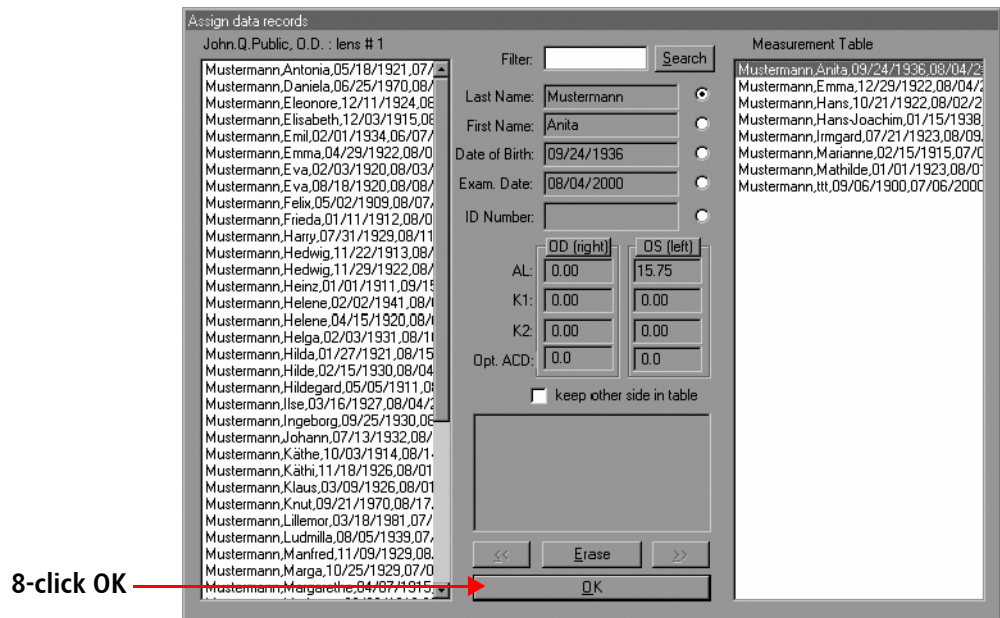 Assign data records
John.Q.Public, O.D. : lens # 1
Mustermann,Antonia,05/18/1921,07/
Mustermann,Daniela,06/25/1970,08/
Mustermann,Eleonore,12/11/1924,08
Mustermann,Elisabeth,12/03/1915,08
Mustermann,Emil,02/01/1934,06/07/
Mustermann,Emma,04/29/1922,08/0
Mustermann,Eva,02/03/1920,08/03/
Mustermann,Eva,08/18/1920,08/08/
Mustermann,Felix,05/02/1909,08/07/
Mustermann,Frieda,01/11/1912,08/0
Mustermann,Harry,07/31/1929,08/11
Mustermann,Hedwig,11/22/1913,08/
Mustermann,Hedwig,11/29/1922,08/
Mustermann,Heinz,01/01/1911,09/15
Mustermann,Helene,02/02/1941,08/
Mustermann,Helene,04/15/1920,08/
Mustermann,Helga,02/03/1931,08/1
Mustermann,Hilda,01/27/1921,08/15
Mustermann,Hilde,02/15/1930,08/04
Mustermann,Hildegard,05/05/1911,0
Mustermann,Ilse,03/16/1927,08/04/2
Mustermann,Ingeborg,09/25/1930,08
Mustermann,Johann,07/13/1932,08/
Mustermann,Käthe,10/03/1914,08/1
Mustermann,Käthi,11/18/1926,08/01
Mustermann,Klaus,03/09/1926,08/01
Mustermann,Knut,09/21/1970,08/17
Mustermann,Lillemor,03/18/1981,07/
Mustermann,Ludmilla,08/05/1939,07
Mustermann,Manfred,11/09/1929,08
Mustermann,Marga,10/25/1929,07/0
Mustermann,Margarethe,04/07/1915,
Filter:
Search
Last Name: Mustermann
First Name: Anita
Date of Birth: 09/24/1936
Exam. Date: 08/04/2000
ID Number:
OD (right) OS (left)
AL: 0.00 15.75
K1: 0.00 0.00
K2: 0.00 0.00
Opt. ACD: 0.0 0.0
keep other side in table
<< Erase >>
OK
Measurement Table
Mustermann,Anita,09/24/1936,08/04/2
Mustermann,Emma,12/29/1922,08/04/2
Mustermann,Hans,10/21/1922,08/02/2
Mustermann,Hans-Joachim,01/15/1938,
Mustermann,Irmgard,07/21/1923,08/09
Mustermann,Marianne,02/15/1915,07/0
Mustermann,Mathilde,01/01/1923,08/0
Mustermann,ttt,09/06/1900,07/06/2000
8-click OK